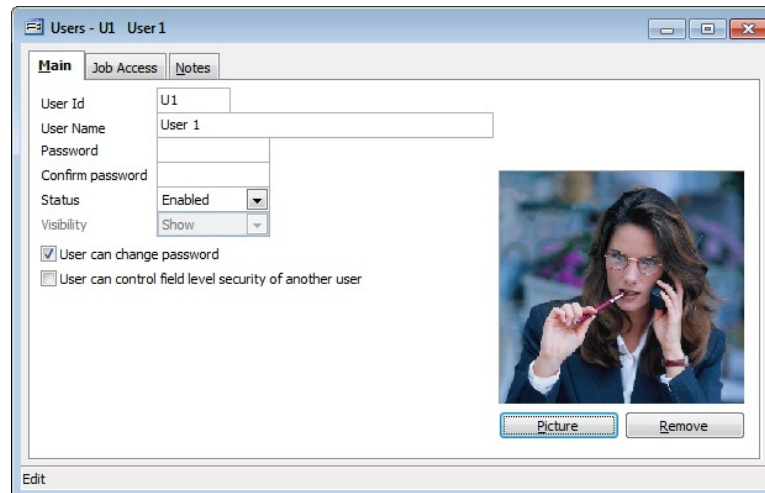 Users - U1 User 1
Main Job Access Notes
User Id U1
User Name User 1
Password
Confirm password
Status Enabled
Visibility Show
User can change password
User can control field level security of another user
Picture Remove
Edit